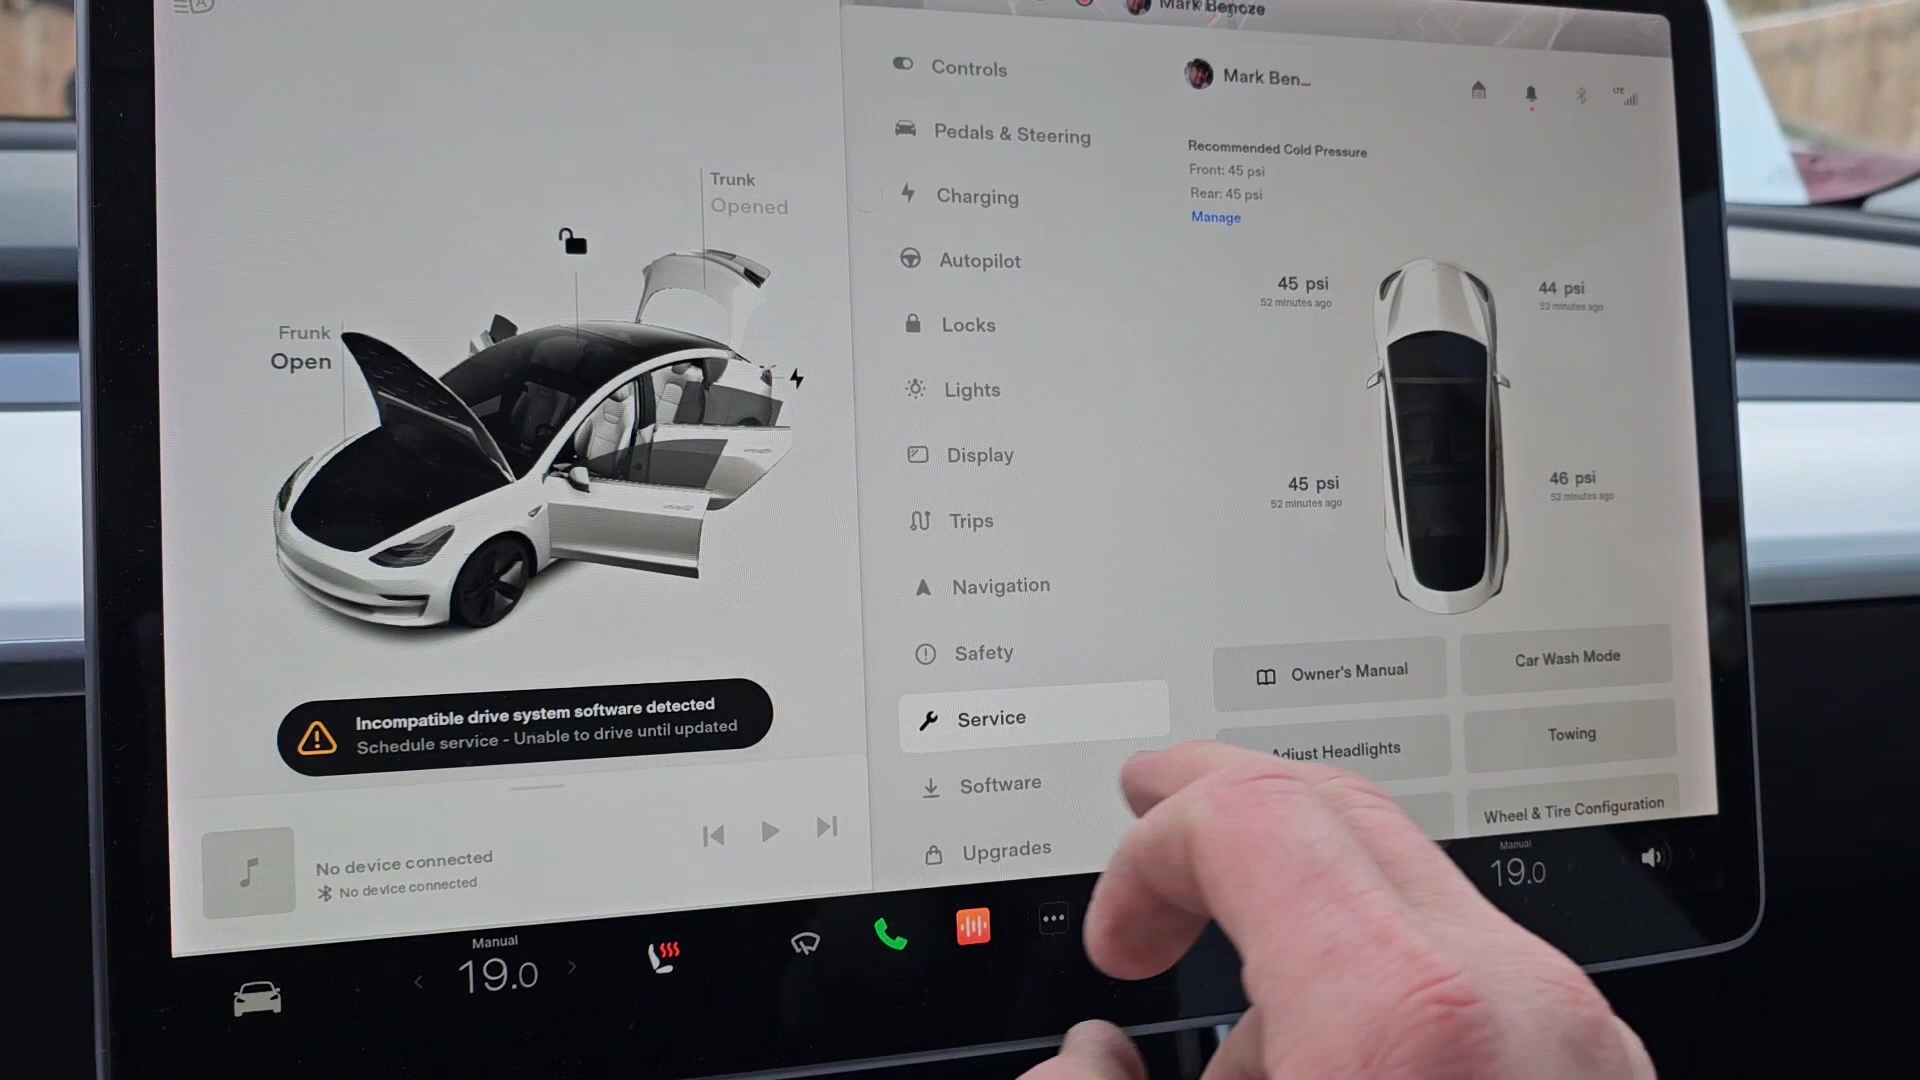 Mark Benoze
Trunk
Opened
Frunk
Open
Incompatible drive system software detected
Schedule service - Unable to drive until updated
No device connected
No device connected
Controls
Pedals & Steering
Charging
Autopilot
Locks
Lights
Display
Trips
Navigation
Safety
Service
Software
Upgrades
Mark Ben...
LTE
Recommended Cold Pressure
Front: 45 psi
Rear: 45 psi
Manage
45 psi
52 minutes ago
44 psi
52 minutes ago
45 psi
52 minutes ago
46 psi
52 minutes ago
Owner's Manual
Car Wash Mode
Adjust Headlights
Towing
Wheel & Tire Configuration
Manual
19.0
Manual
19.0